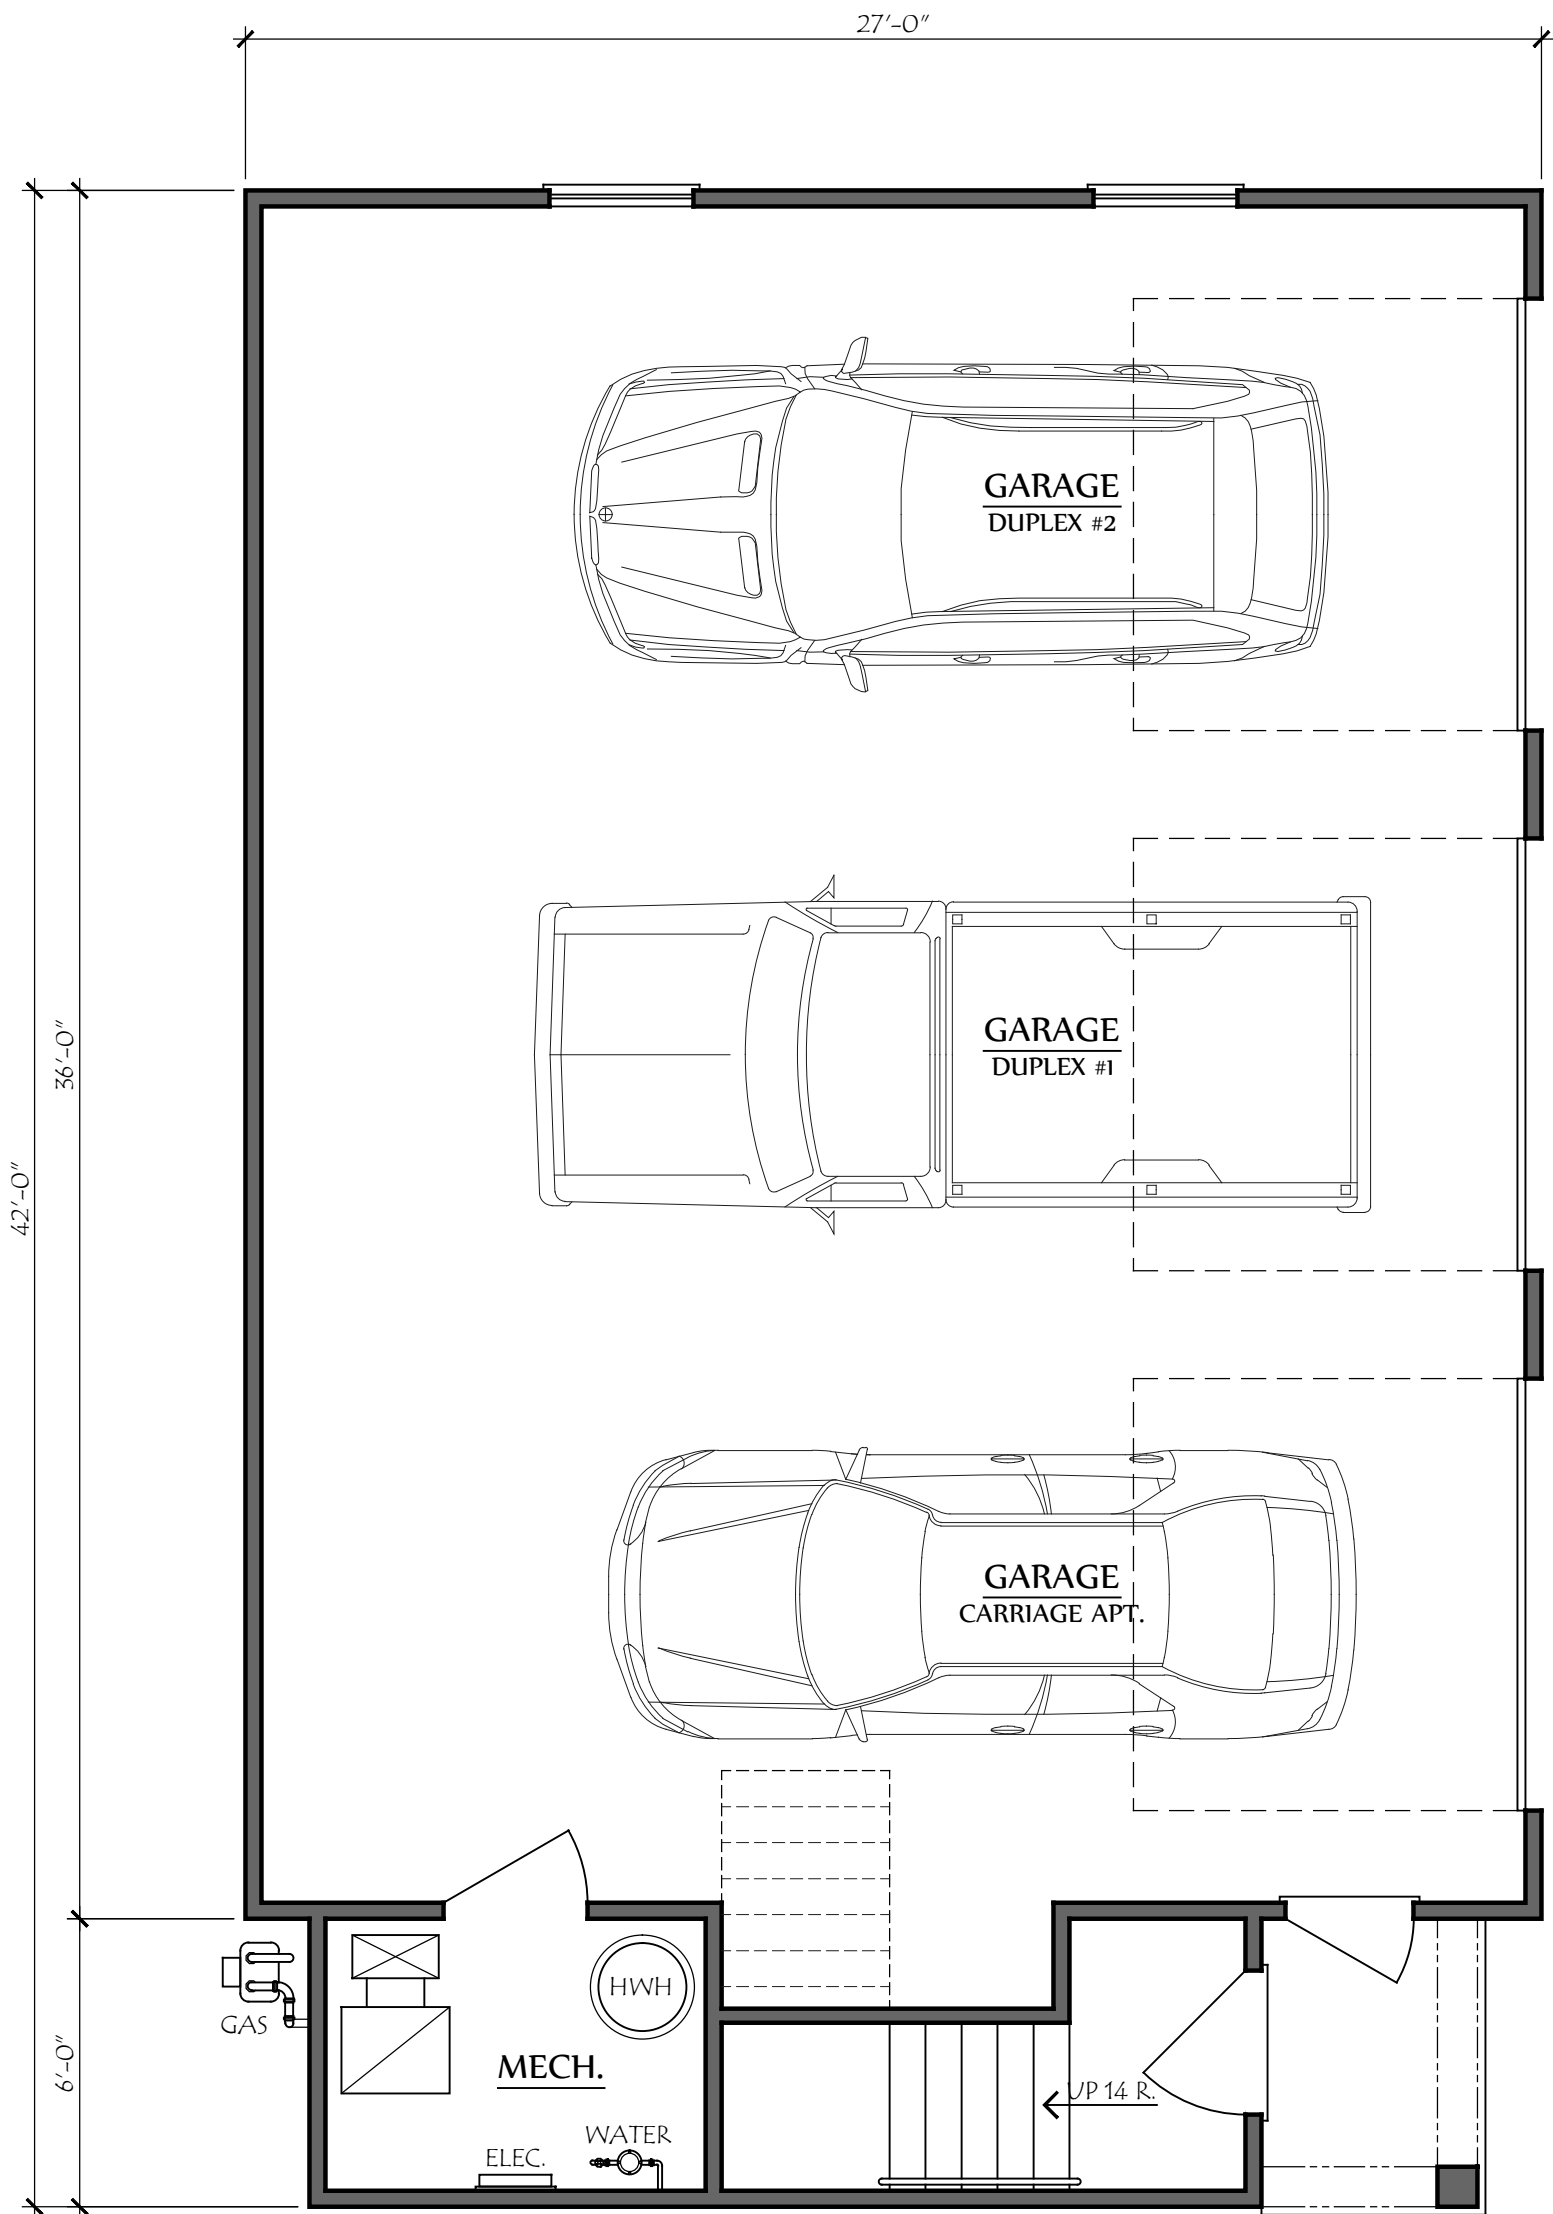 27'-0"
GARAGE
DUPLEX #2
36'-0"
GARAGE
DUPLEX #1
42'-0"
GARAGE
CARRIAGE APT.
HWH
GAS
MECH.
6'-0"
UP 14 R.
WATER
ELEC.